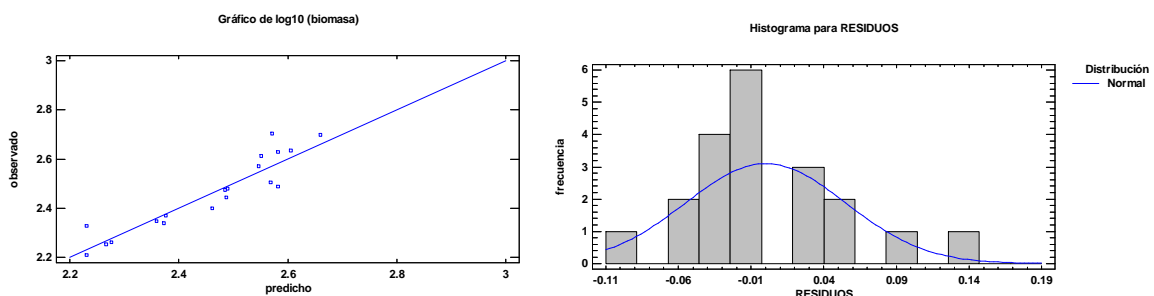 Gráfico de log10 (biomasa)
3
2.8
2.6
2.4
2.2
observado
2.2 2.4 2.6 2.8 3
predicho
Histograma para RESIDUOS
6
5
4
3
2
1
0
frecuencia
-0.11 -0.06 -0.01 0.04 0.09 0.14 0.19
RESIDUOS
Distribución
Normal